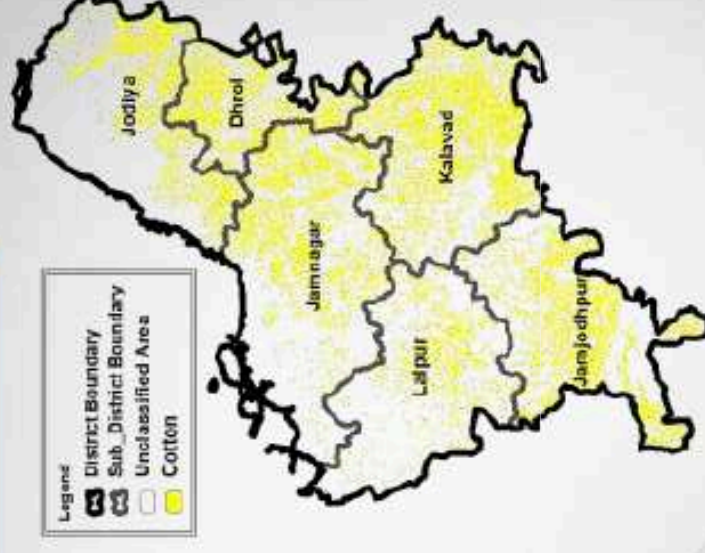 Legend
District Boundary
Sub_District Boundary
Unclassified Area
Cotton
Jodiya
Dhrol
Jamnagar
Kalavad
Lalpur
Jamjodhpur